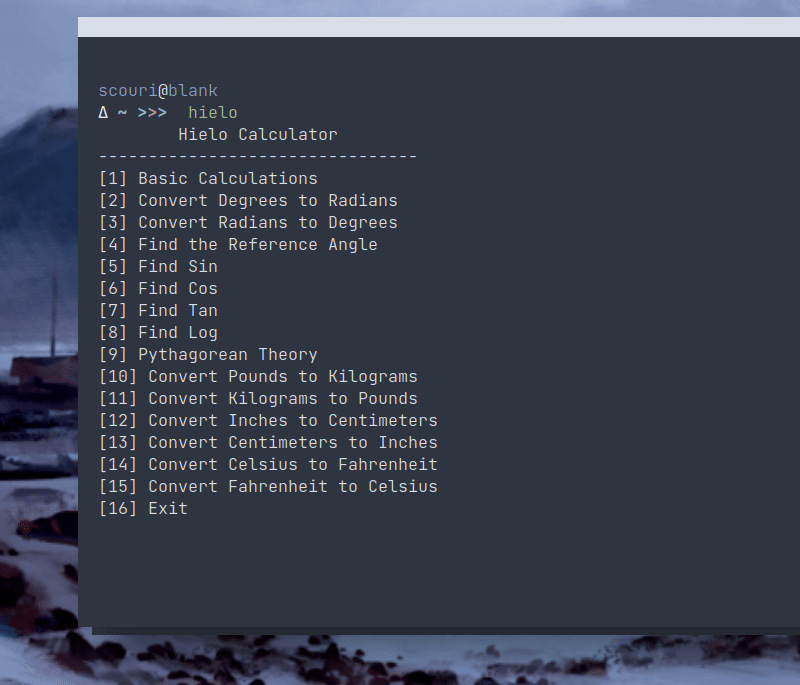 scouri@blank
Δ ~ >>> hielo
Hielo Calculator
--------------------------------
[1] Basic Calculations
[2] Convert Degrees to Radians
[3] Convert Radians to Degrees
[4] Find the Reference Angle
[5] Find Sin
[6] Find Cos
[7] Find Tan
[8] Find Log
[9] Pythagorean Theory
[10] Convert Pounds to Kilograms
[11] Convert Kilograms to Pounds
[12] Convert Inches to Centimeters
[13] Convert Centimeters to Inches
[14] Convert Celsius to Fahrenheit
[15] Convert Fahrenheit to Celsius
[16] Exit